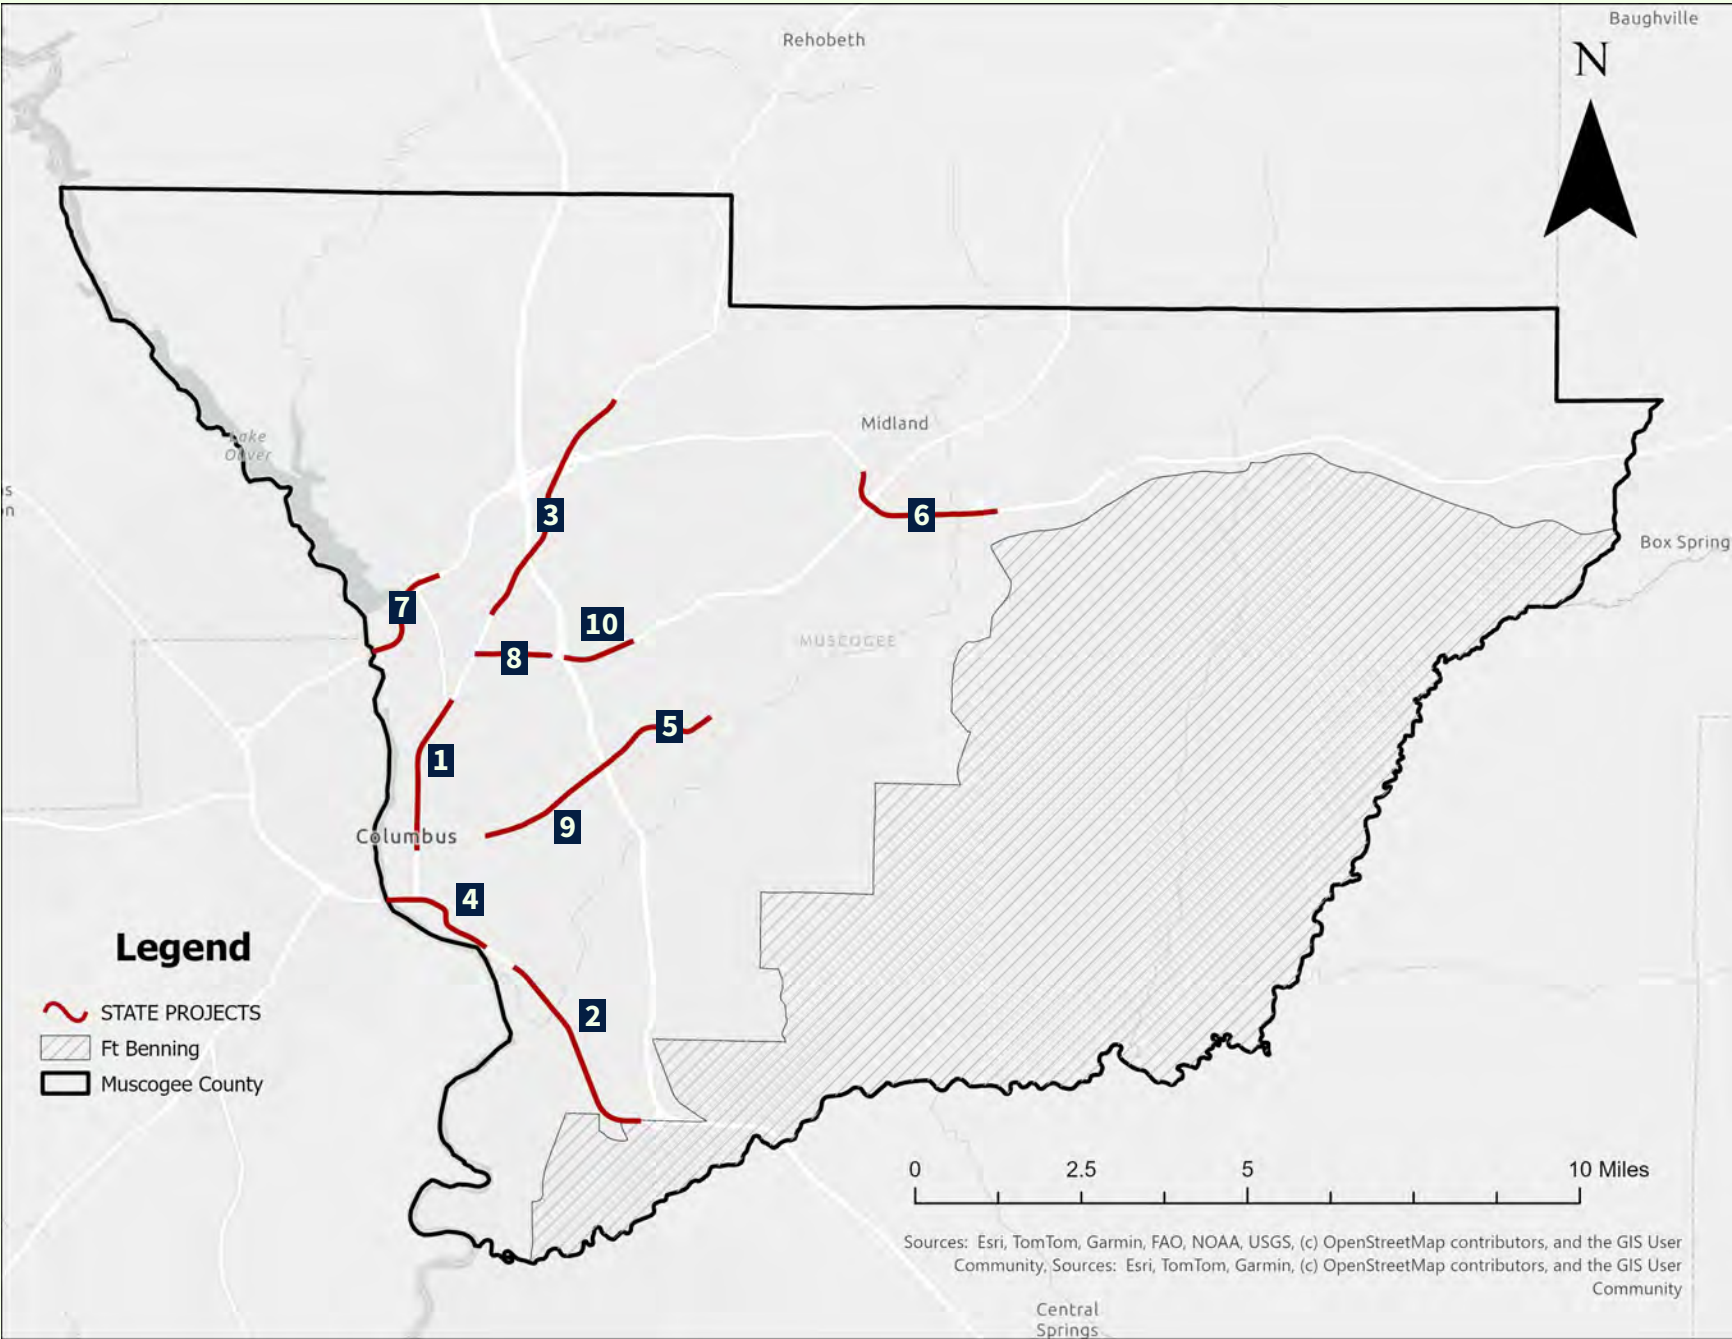 Baughville
Rehobeth
N
Midland
Lake
Oliver
3
6
Box Spring
7
10
MUSCOGEE
8
5
1
9
Columbus
4
Legend
STATE PROJECTS
Ft Benning
Muscogee County
2
0 2.5 5 10 Miles
Sources: Esri, TomTom, Garmin, FAO, NOAA, USGS, (c) OpenStreetMap contributors, and the GIS User
Community, Sources: Esri, TomTom, Garmin, (c) OpenStreetMap contributors, and the GIS User
Community
Central
Springs